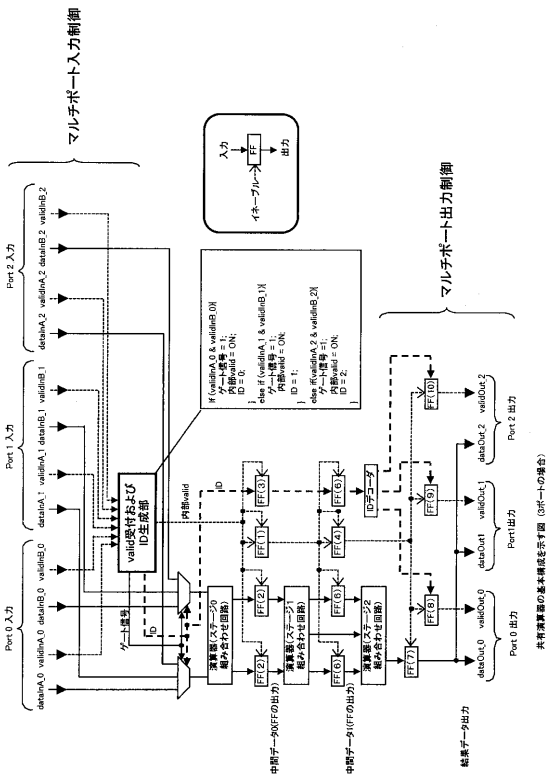 マルチポート入力制御
Port 0 入力
Port 1 入力
Port 2 入力
dataInA_0
validInA_0
dataInB_0
validInB_0
dataInA_1
validInA_1
dataInB_1
validInB_1
dataInA_2
validInA_2
dataInB_2
validInB_2
valid受付および
ID生成部
ゲート信号
ID
内部valid
ID
入力
イネーブル
FF
出力
if (validInA_0 & validInB_0){
ゲート信号 = 1;
内部valid = ON;
ID = 0;
}
else if (validInA_1 & validInB_1){
ゲート信号 = 1;
内部valid = ON;
ID = 1;
}
else if(validInA_2 & validInB_2){
ゲート信号 =1;
内部valid = ON;
ID = 2;
}
演算器(ステージ0
組み合わせ回路)
中間データ0(FFの出力)
FF(2)
FF(2)
FF(1)
FF(3)
演算器(ステージ1
組み合わせ回路)
中間データ1(FFの出力)
FF(6)
FF(6)
FF(4)
FF(6)
演算器(ステージ2
組み合わせ回路)
IDデコーダ
マルチポート出力制御
FF(7)
FF(8)
FF(9)
FF(10)
結果データ出力
dataOut_0
validOut_0
dataOut1
validOut1
dataOut_2
validOut_2
Port 0 出力
Port1出力
Port 2 出力
共有演算器の基本構成を示す図 (3ポートの場合)